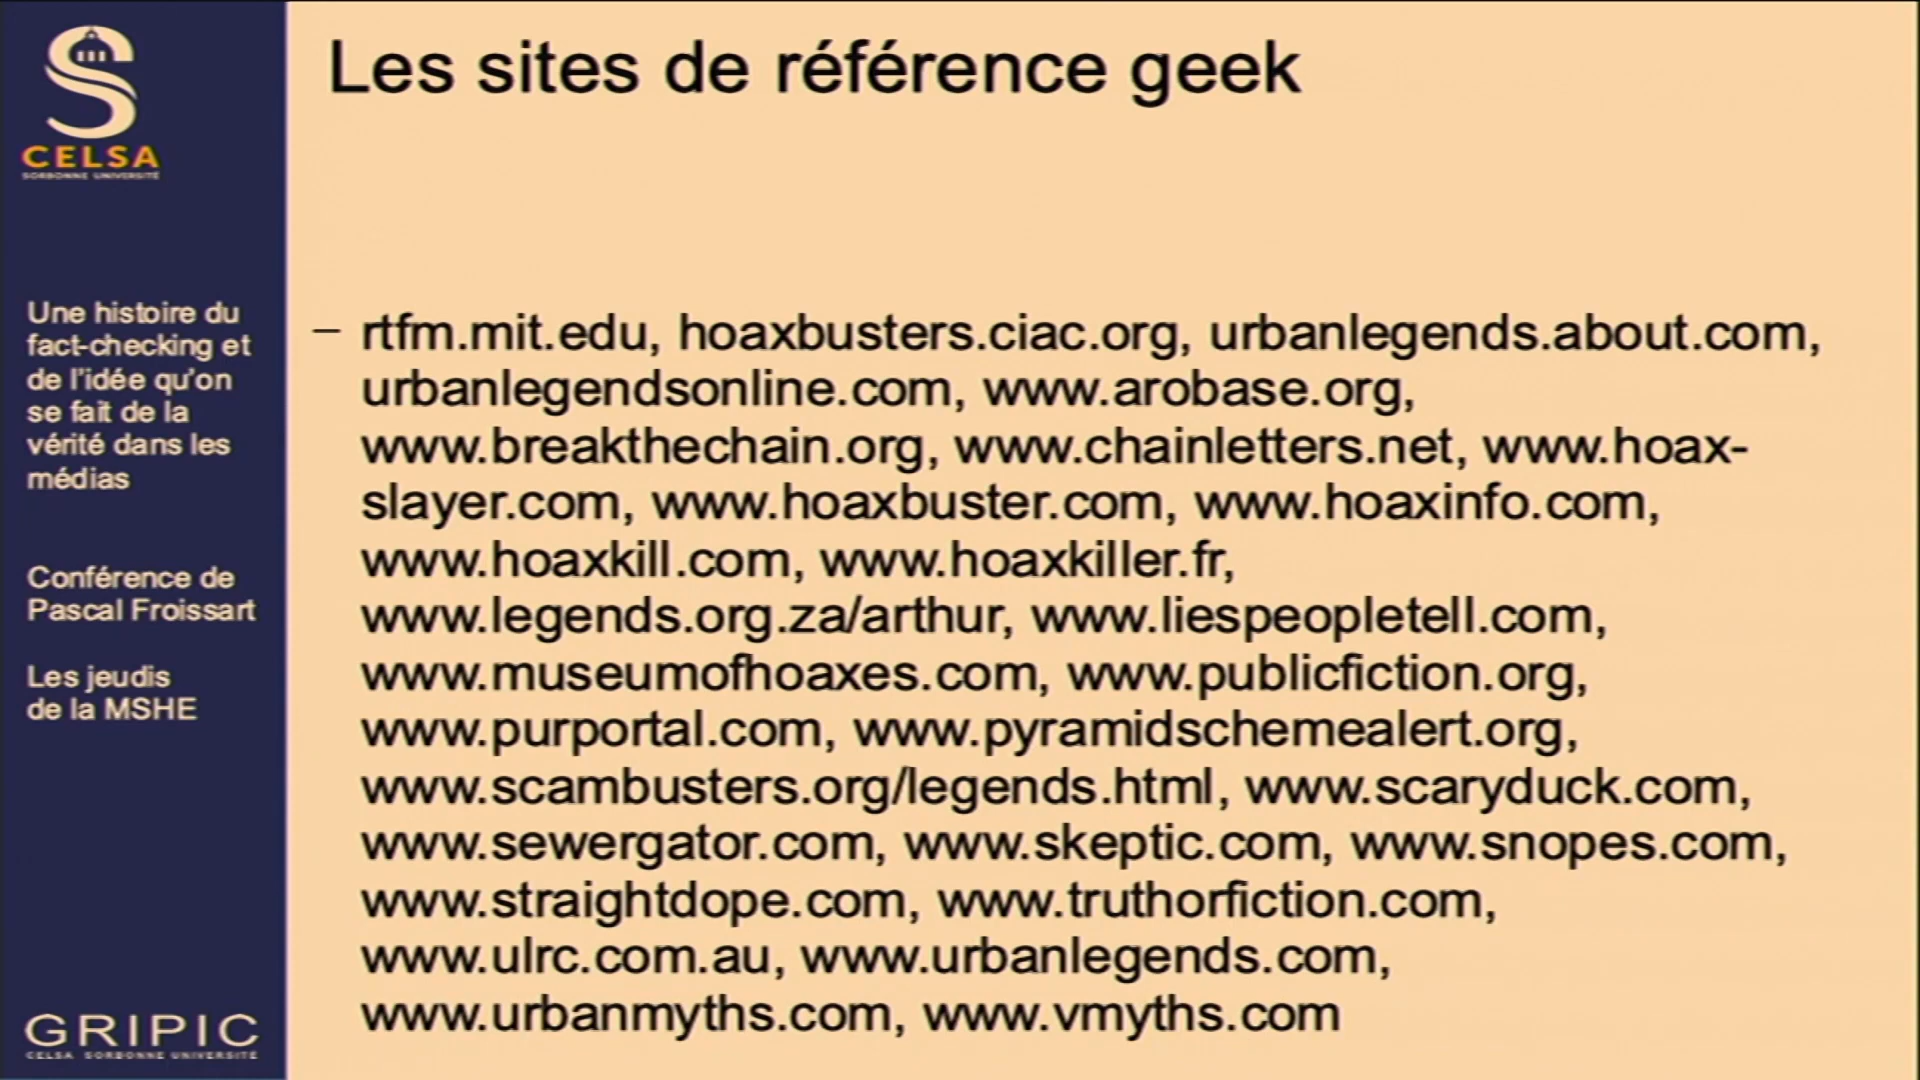 CELSA
SORBONNE UNIVERSITÉ
Les sites de référence geek
Une histoire du
fact-checking et
de l'idée qu'on
se fait de la
vérité dans les
médias
Conférence de
Pascal Froissart
Les jeudis
de la MSHE
– rtfm.mit.edu, hoaxbusters.ciac.org, urbanlegends.about.com,
urbanlegendsonline.com, www.arobase.org,
www.breakthechain.org, www.chainletters.net, www.hoax-
slayer.com, www.hoaxbuster.com, www.hoaxinfo.com,
www.hoaxkill.com, www.hoaxkiller.fr,
www.legends.org.za/arthur, www.liespeopletell.com,
www.museumofhoaxes.com, www.publicfiction.org,
www.purportal.com, www.pyramidschemealert.org,
www.scambusters.org/legends.html, www.scaryduck.com,
www.sewergator.com, www.skeptic.com, www.snopes.com,
www.straightdope.com, www.truthorfiction.com,
www.ulrc.com.au, www.urbanlegends.com,
www.urbanmyths.com, www.vmyths.com
GRIPIC
CELSA SORBONNE UNIVERSITÉ